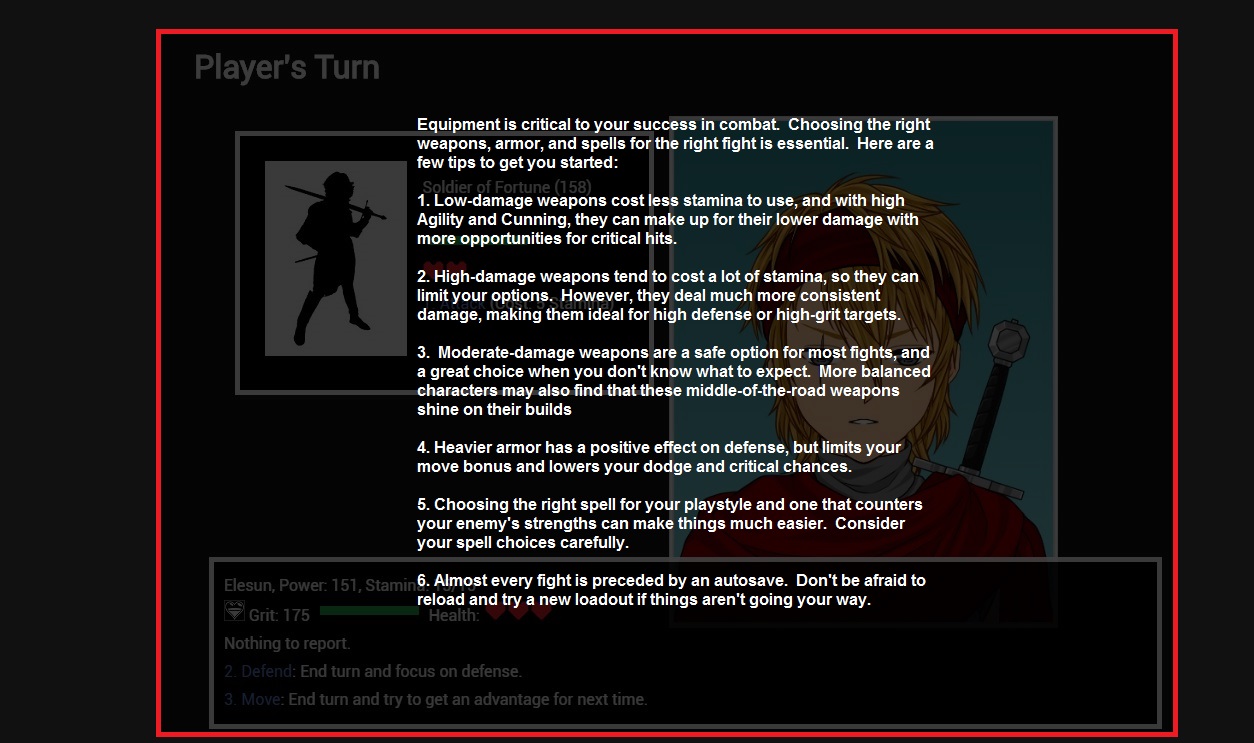 Player's Turn
Equipment is critical to your success in combat.  Choosing the right
weapons, armor, and spells for the right fight is essential.  Here are a
few tips to get you started:
Soldier of Fortune (158)
1. Low-damage weapons cost less stamina to use, and with high
Agility and Cunning, they can make up for their lower damage with
more opportunities for critical hits.
2. High-damage weapons tend to cost a lot of stamina, so they can
limit your options.  However, they deal much more consistent
Attack (Cost: 5 Stamina)
damage, making them ideal for high defense or high-grit targets.
3.  Moderate-damage weapons are a safe option for most fights, and
a great choice when you don't know what to expect.  More balanced
characters may also find that these middle-of-the-road weapons
shine on their builds
4. Heavier armor has a positive effect on defense, but limits your
move bonus and lowers your dodge and critical chances.
5. Choosing the right spell for your playstyle and one that counters
your enemy's strengths can make things much easier.  Consider
your spell choices carefully.
6. Almost every fight is preceded by an autosave.  Don't be afraid to
reload and try a new loadout if things aren't going your way.
Elesun, Power: 151, Stamina:
Grit: 175 Health:
Nothing to report.
2. Defend: End turn and focus on defense.
3. Move: End turn and try to get an advantage for next time.